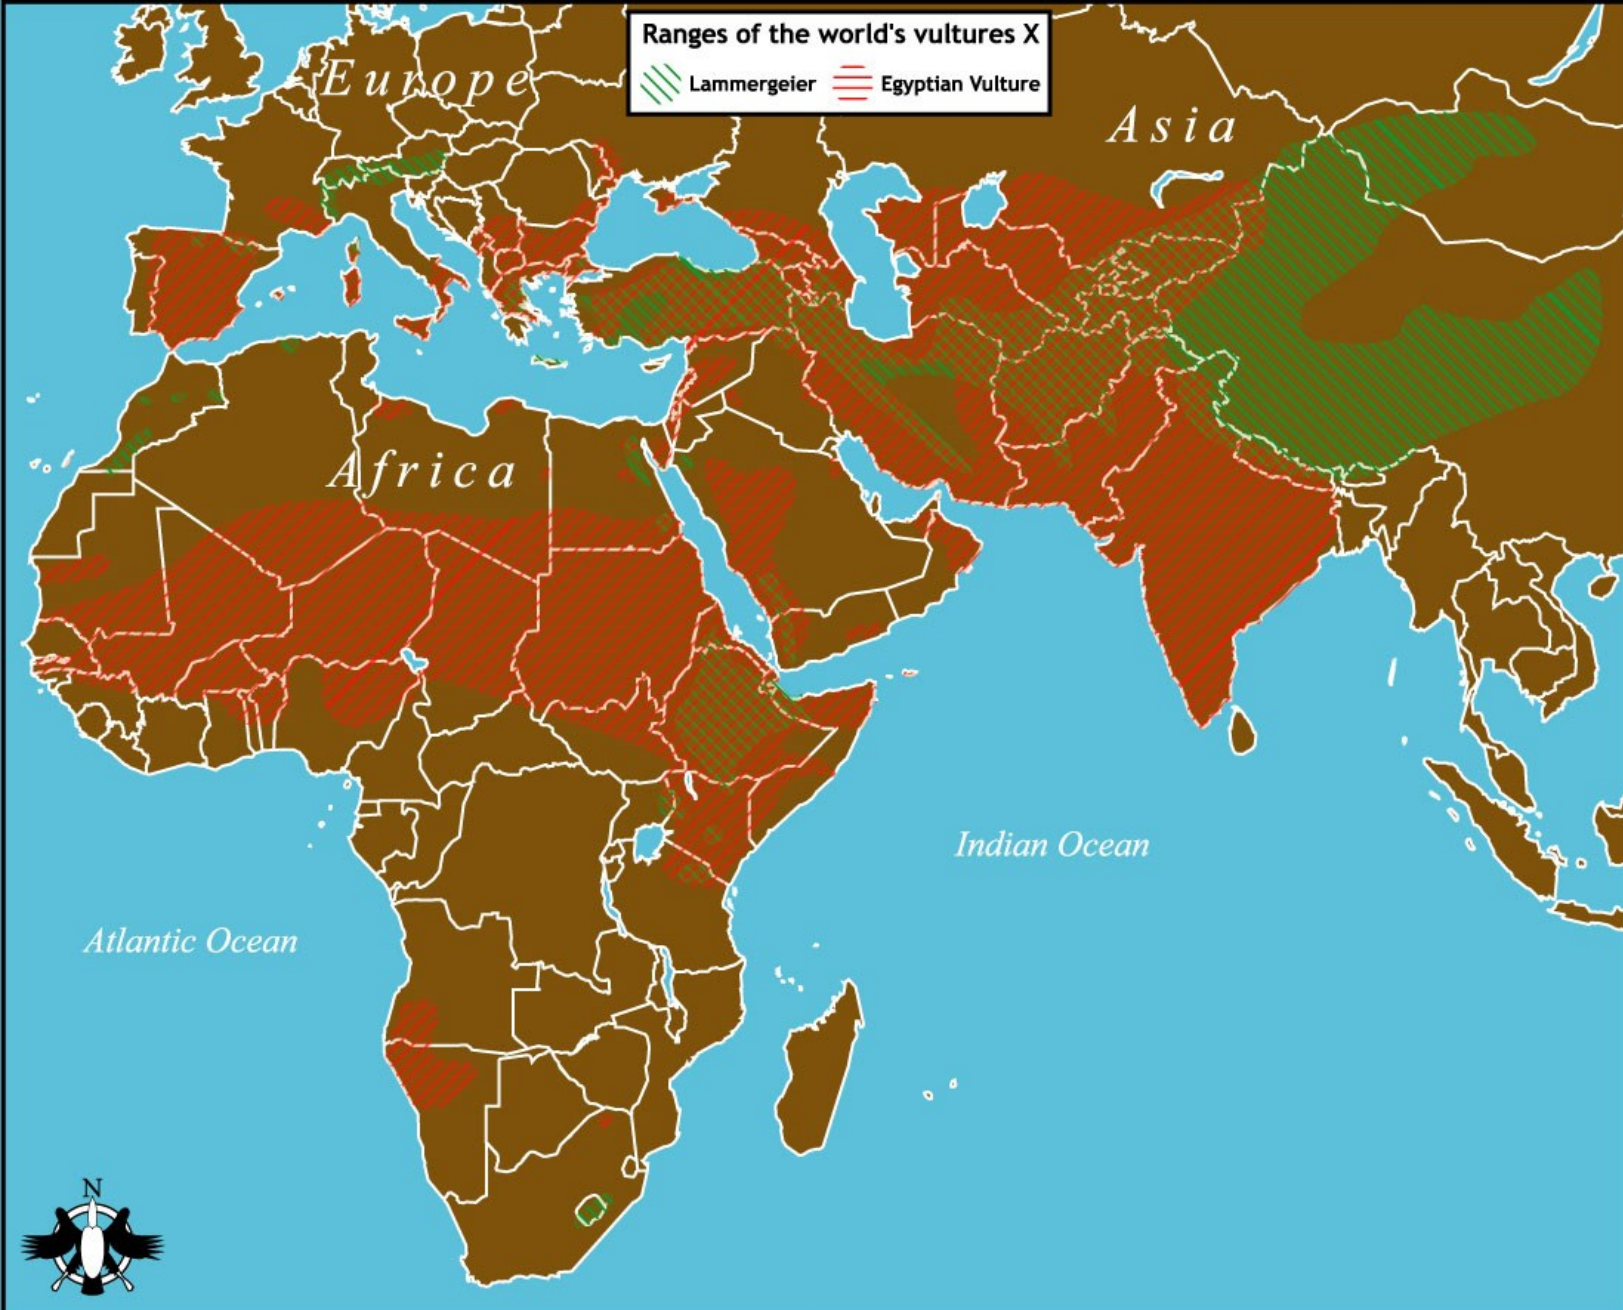 Ranges of the world's vultures X
Lammergeier
Egyptian Vulture
Europe
Asia
Africa
Indian Ocean
Atlantic Ocean
N